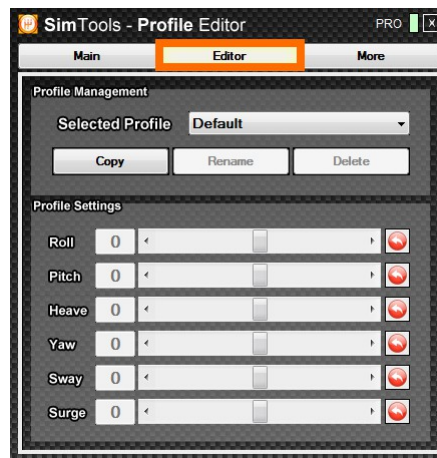 SimTools - Profile Editor PRO X
Main Editor More
Profile Management
Selected Profile Default
Copy Rename Delete
Profile Settings
Roll 0
Pitch 0
Heave 0
Yaw 0
Sway 0
Surge 0